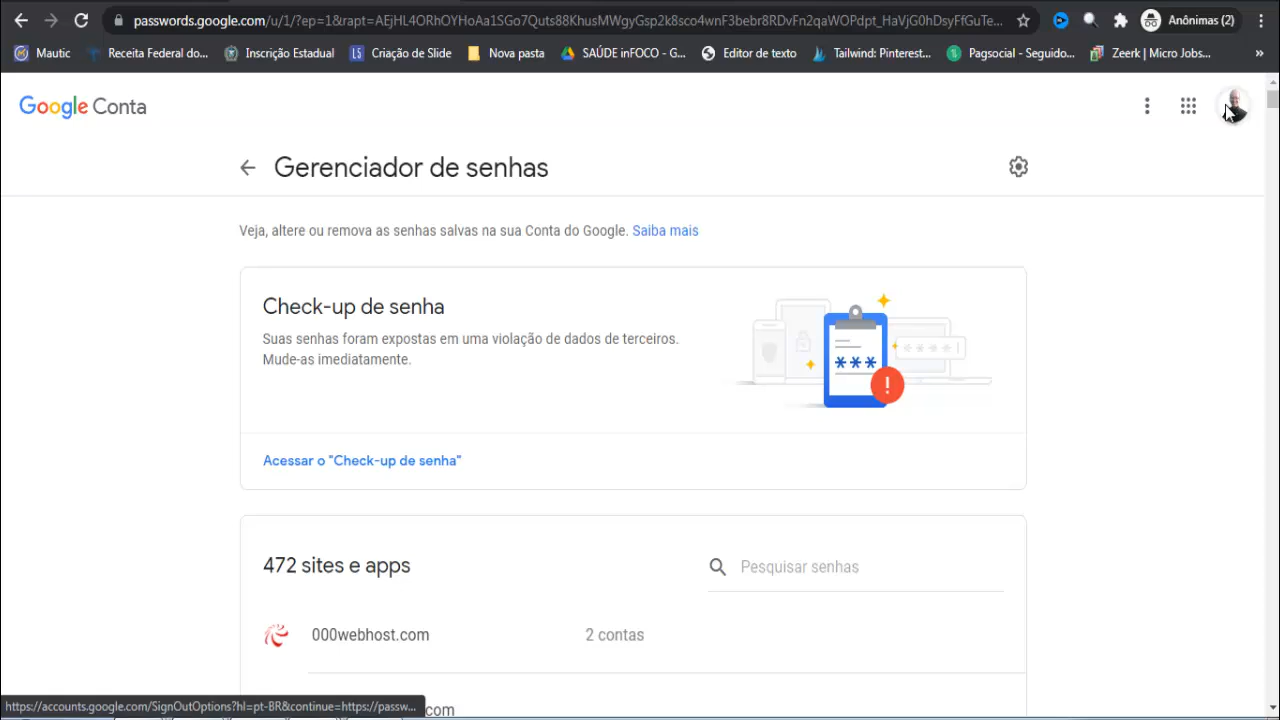 passwords.google.com/u/1/?ep=1&rapt=AEjHL4ORhOYHoAa1SGo7Quts88KhusMWgyGsp2k8sco4wnF3bebr8RDvFn2qaWOPdpt_HaVjG0hDsyFfGuTe...
Anônimas (2)
Mautic
Receita Federal do...
Inscrição Estadual
LS Criação de Slide
Nova pasta
SAÚDE inFOCO - G...
Editor de texto
Tailwind: Pinterest...
Pagsocial - Seguido...
Zeerk | Micro Jobs...
»
Google Conta
Gerenciador de senhas
Veja, altere ou remova as senhas salvas na sua Conta do Google. Saiba mais
Check-up de senha
Suas senhas foram expostas em uma violação de dados de terceiros.
Mude-as imediatamente.
***
!
Acessar o "Check-up de senha"
472 sites e apps
Pesquisar senhas
000webhost.com
2 contas
https://accounts.google.com/SignOutOptions?hl=pt-BR&continue=https://passw...
com